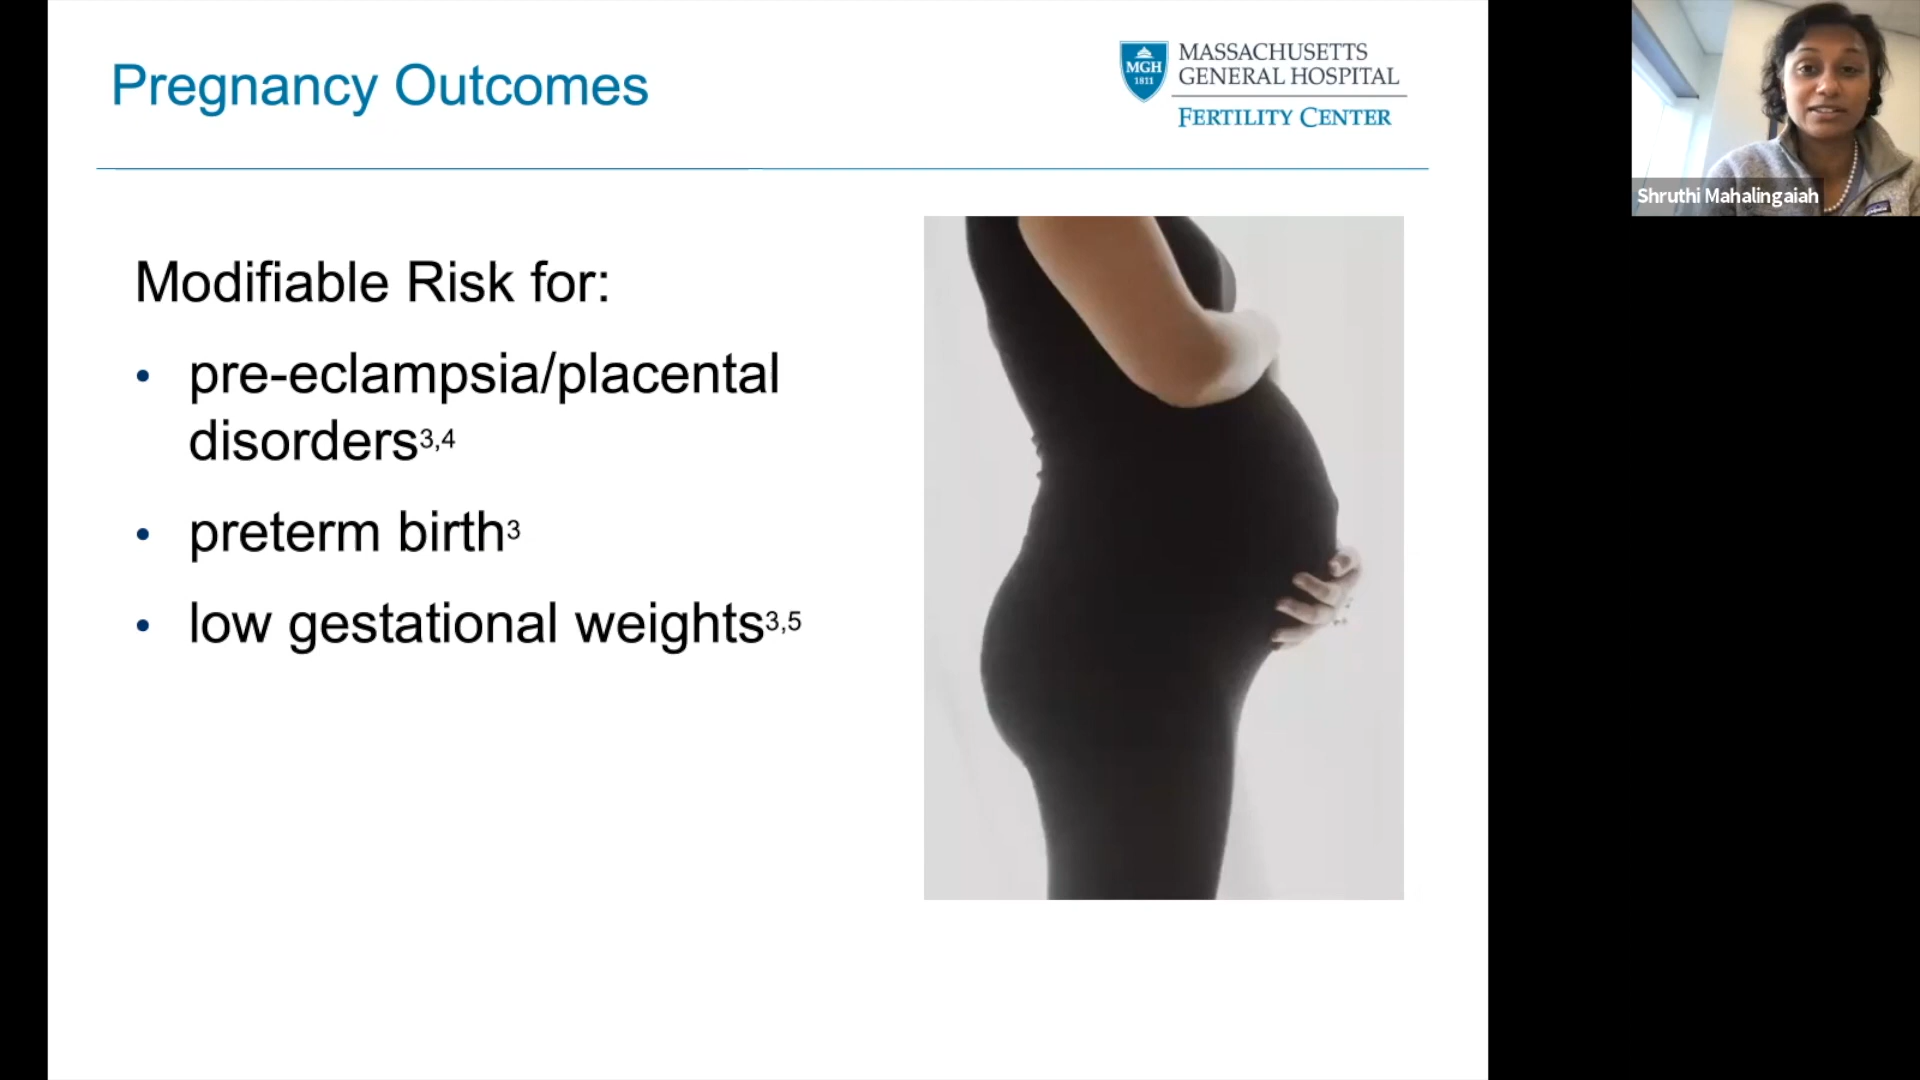 Pregnancy Outcomes
MGH
1811
MASSACHUSETTS
GENERAL HOSPITAL
FERTILITY CENTER
Shruthi Mahalingaiah
Modifiable Risk for:
• pre-eclampsia/placental
disorders3,4
• preterm birth3
• low gestational weights3,5